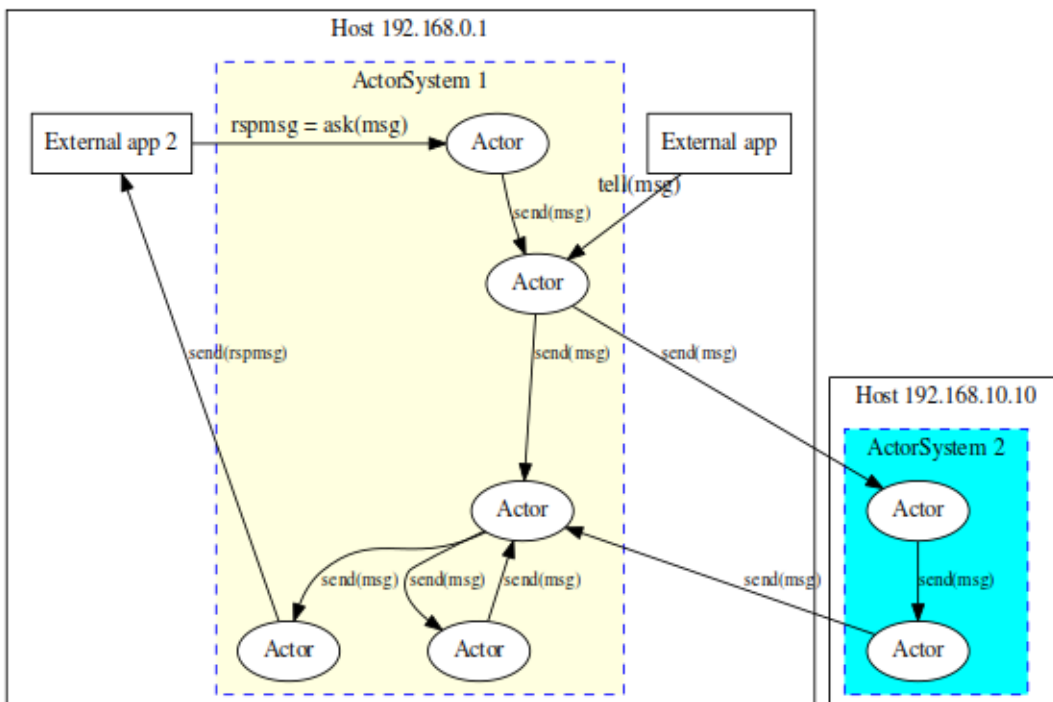 Host 192.168.0.1
ActorSystem 1
External app 2
rspmsg = ask(msg)
Actor
External app
tell(msg)
send(msg)
Actor
send(rspmsg)
send(msg)
send(msg)
Host 192.168.10.10
ActorSystem 2
Actor
Actor
send(msg)
send(msg)
send(msg)
send(msg)
send(msg)
Actor
Actor
Actor